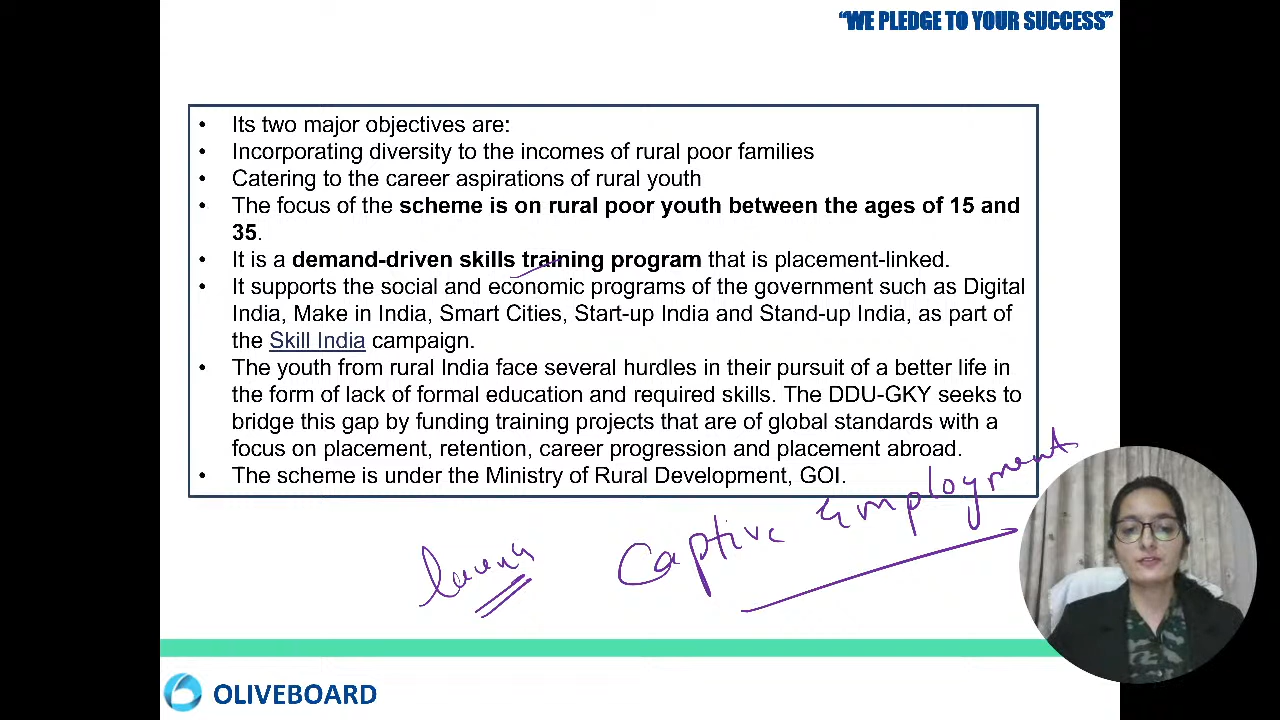 “WE PLEDGE TO YOUR SUCCESS”
• Its two major objectives are:
• Incorporating diversity to the incomes of rural poor families
• Catering to the career aspirations of rural youth
• The focus of the scheme is on rural poor youth between the ages of 15 and
35.
• It is a demand-driven skills training program that is placement-linked.
• It supports the social and economic programs of the government such as Digital
India, Make in India, Smart Cities, Start-up India and Stand-up India, as part of
the Skill India campaign.
• The youth from rural India face several hurdles in their pursuit of a better life in
the form of lack of formal education and required skills. The DDU-GKY seeks to
bridge this gap by funding training projects that are of global standards with a
focus on placement, retention, career progression and placement abroad.
• The scheme is under the Ministry of Rural Development, GOI.
Captive Employment
OLIVEBOARD